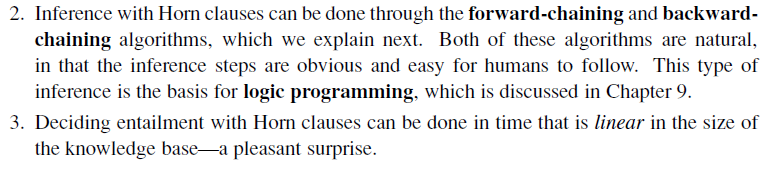 2. Inference with Horn clauses can be done through the forward-chaining and backward-
chaining algorithms, which we explain next. Both of these algorithms are natural,
in that the inference steps are obvious and easy for humans to follow. This type of
inference is the basis for logic programming, which is discussed in Chapter 9.
3. Deciding entailment with Horn clauses can be done in time that is linear in the size of
the knowledge base—a pleasant surprise.